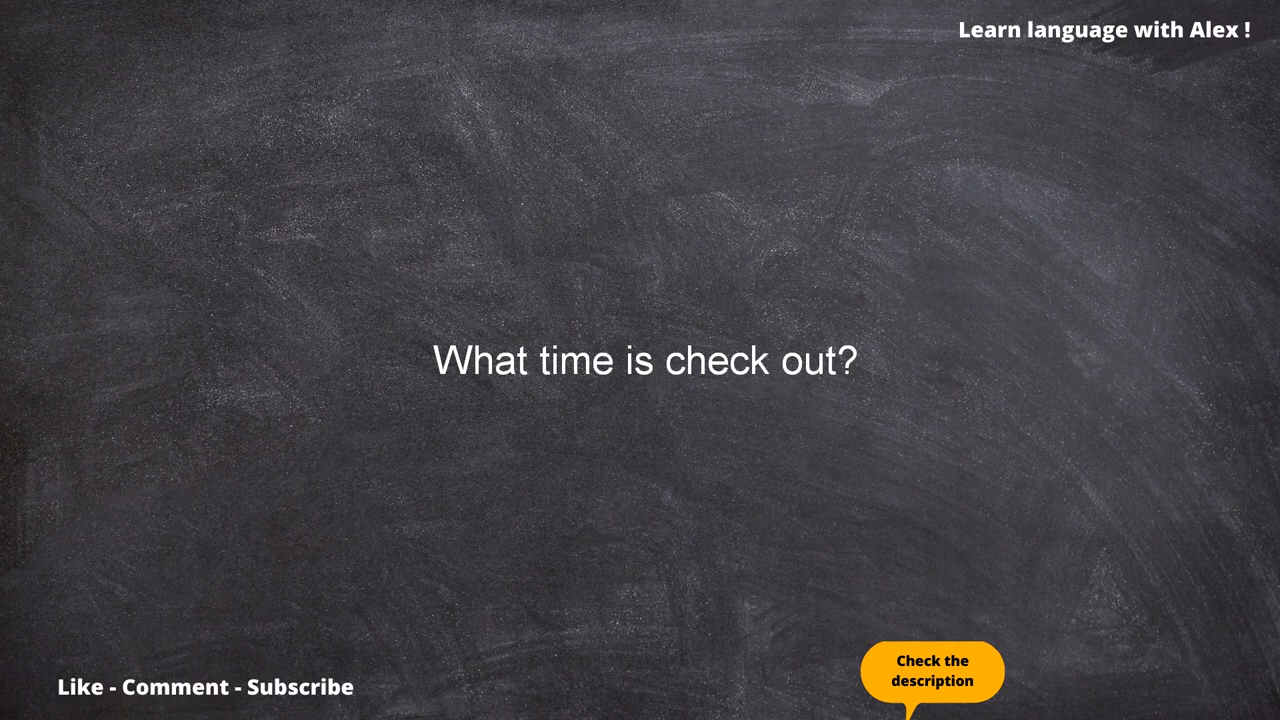 Learn language with Alex !
What time is check out?
Check the
description
Like - Comment - Subscribe